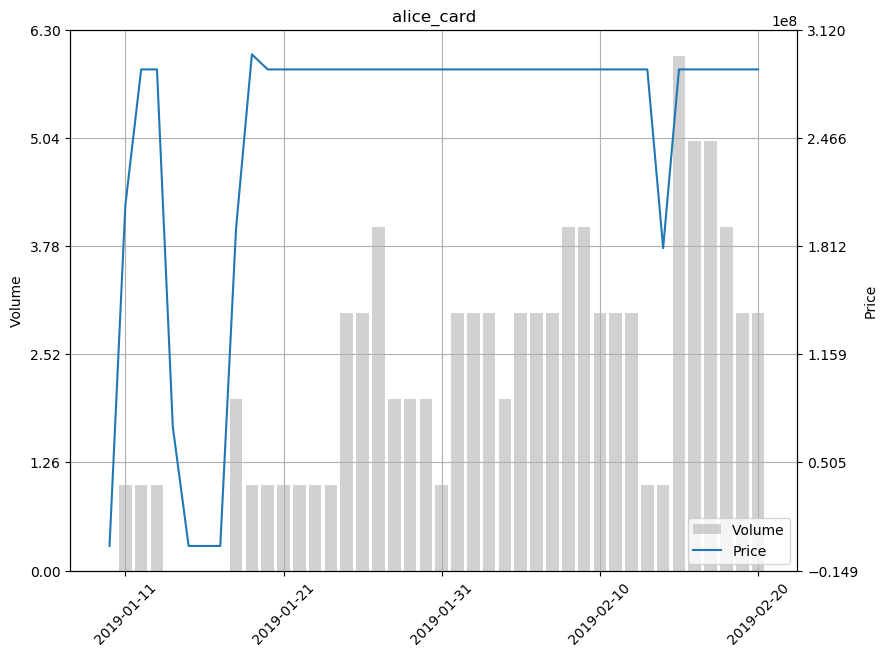 alice_card
1e8
6.30
5.04
3.78
2.52
1.26
0.00
Volume
3.120
2.466
1.812
1.159
0.505
−0.149
Price
Volume
Price
2019-01-11
2019-01-21
2019-01-31
2019-02-10
2019-02-20